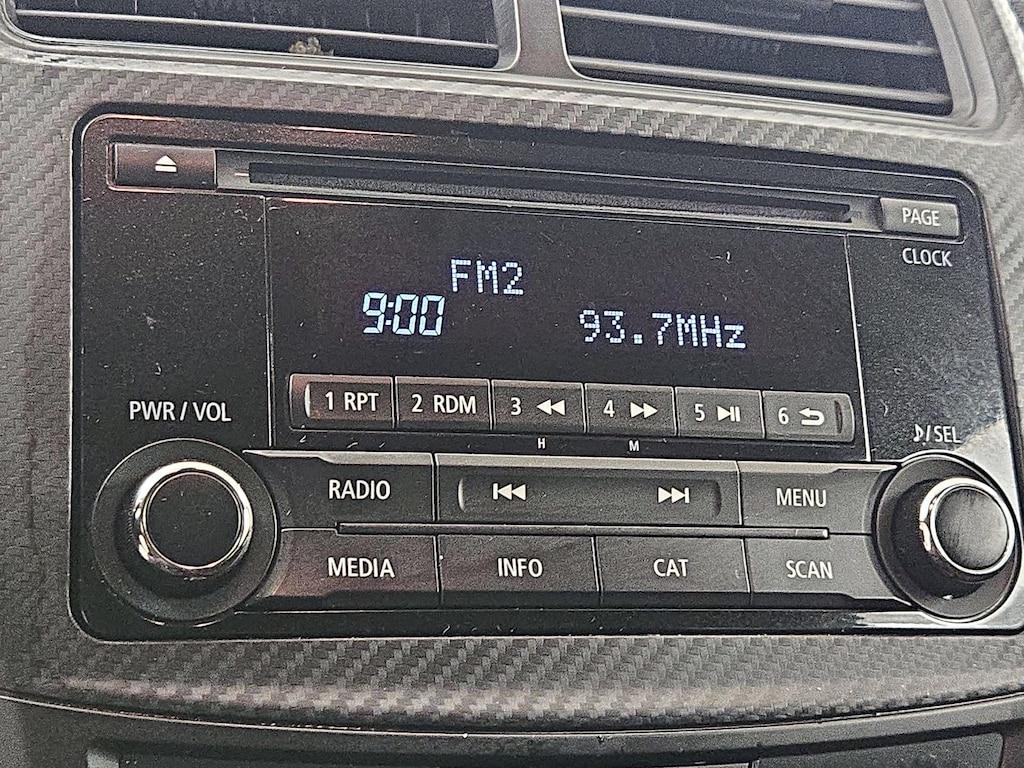 PAGE
CLOCK
FM2
9:00 93.7MHz
1 RPT 2 RDM 3 4 5 6
H M
PWR / VOL
♪/SEL
RADIO MENU
MEDIA INFO CAT SCAN